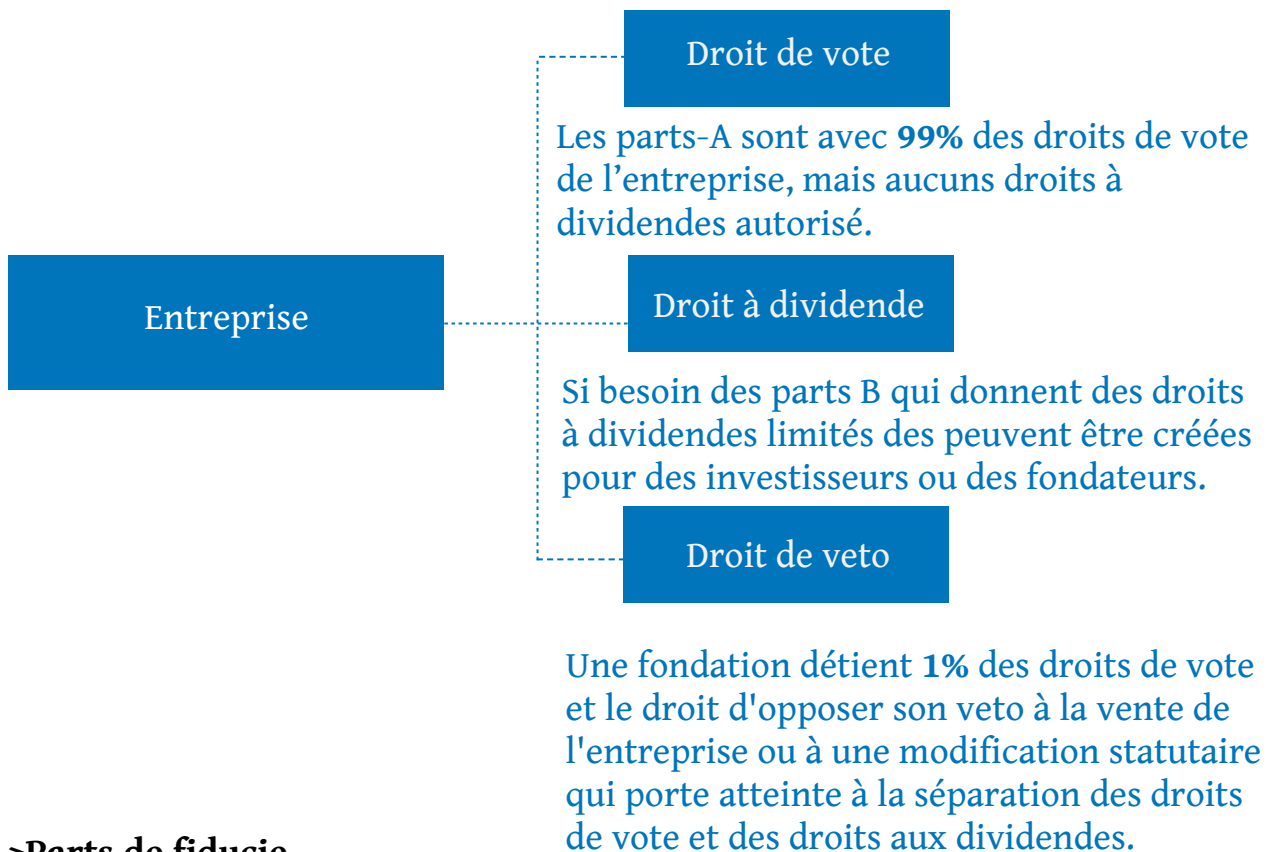 Droit de vote
Les parts-A sont avec 99% des droits de vote
de l’entreprise, mais aucuns droits à
dividendes autorisé.
Entreprise
Droit à dividende
Si besoin des parts B qui donnent des droits
à dividendes limités des peuvent être créées
pour des investisseurs ou des fondateurs.
Droit de veto
Une fondation détient 1% des droits de vote
et le droit d'opposer son veto à la vente de
l'entreprise ou à une modification statutaire
qui porte atteinte à la séparation des droits
de vote et des droits aux dividendes.
>Parts de fiducie